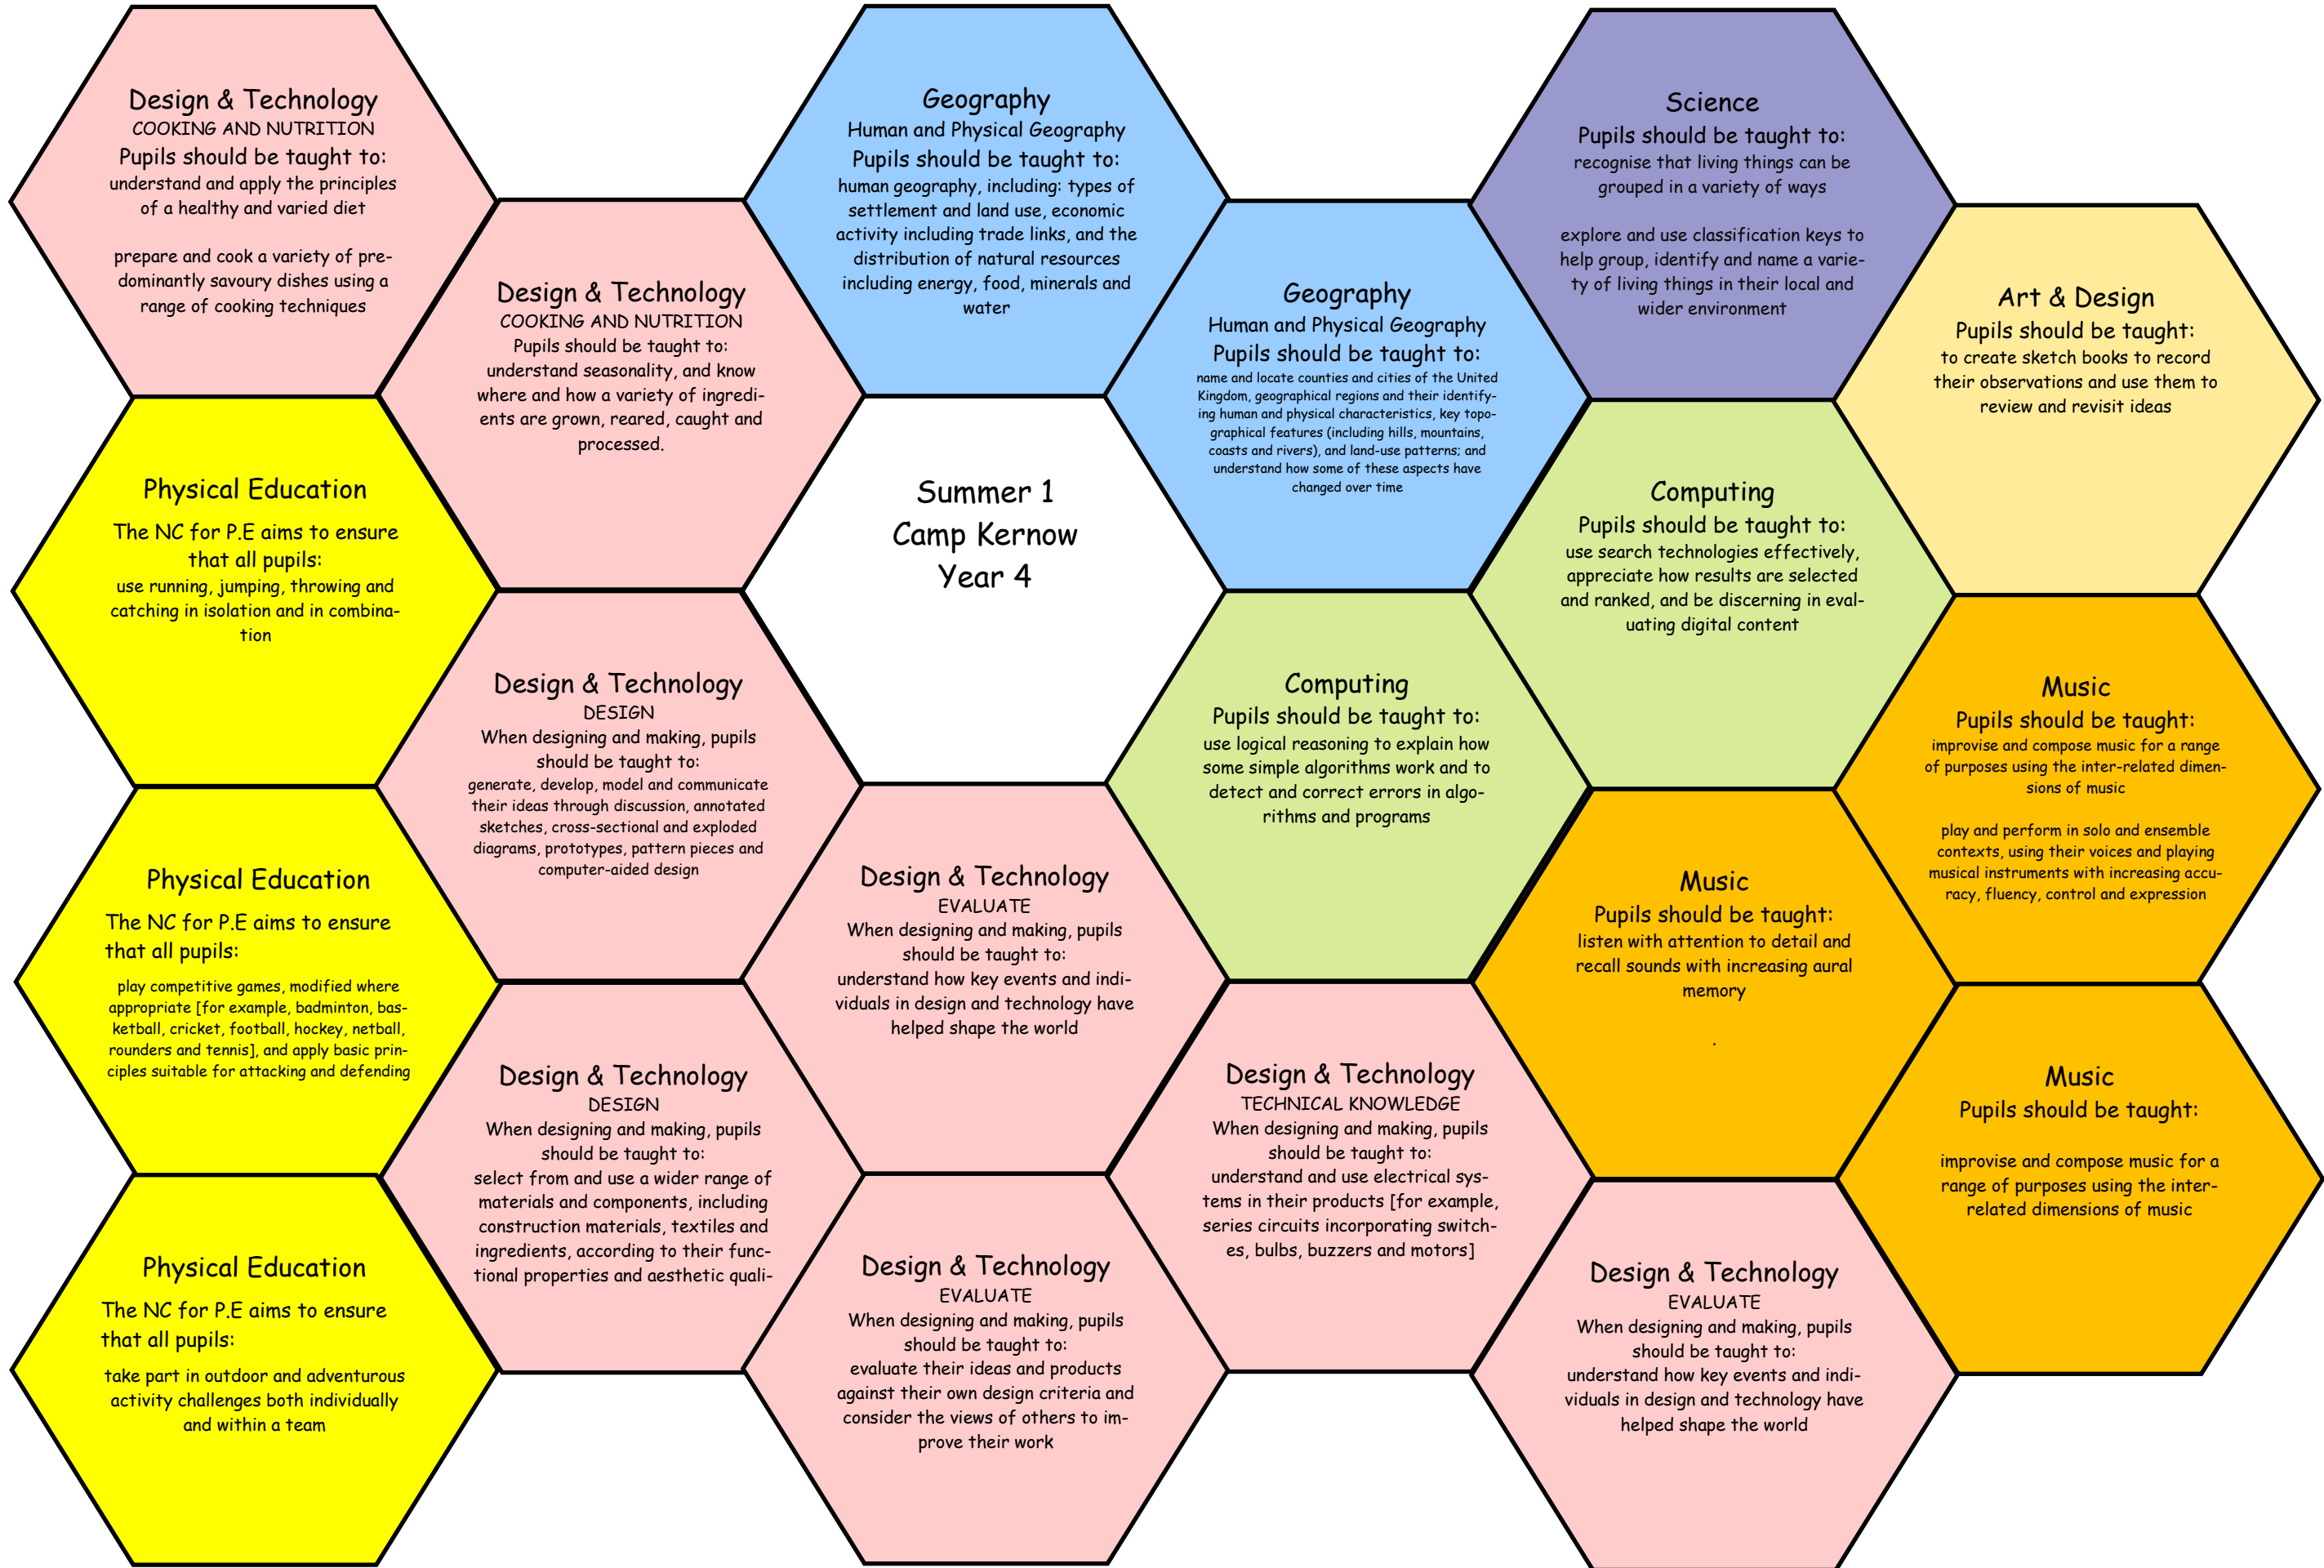 Design & Technology
COOKING AND NUTRITION
Pupils should be taught to:
understand and apply the principles
of a healthy and varied diet
prepare and cook a variety of pre-
dominantly savoury dishes using a
range of cooking techniques
Physical Education
The NC for P.E aims to ensure
that all pupils:
use running, jumping, throwing and
catching in isolation and in combina-
tion
Physical Education
The NC for P.E aims to ensure
that all pupils:
play competitive games, modified where
appropriate [for example, badminton, bas-
ketball, cricket, football, hockey, netball,
rounders and tennis], and apply basic prin-
ciples suitable for attacking and defending
Physical Education
The NC for P.E aims to ensure
that all pupils:
take part in outdoor and adventurous
activity challenges both individually
and within a team
Design & Technology
COOKING AND NUTRITION
Pupils should be taught to:
understand seasonality, and know
where and how a variety of ingredi-
ents are grown, reared, caught and
processed.
Design & Technology
DESIGN
When designing and making, pupils
should be taught to:
generate, develop, model and communicate
their ideas through discussion, annotated
sketches, cross-sectional and exploded
diagrams, prototypes, pattern pieces and
computer-aided design
Design & Technology
DESIGN
When designing and making, pupils
should be taught to:
select from and use a wider range of
materials and components, including
construction materials, textiles and
ingredients, according to their func-
tional properties and aesthetic quali-
Geography
Human and Physical Geography
Pupils should be taught to:
human geography, including: types of
settlement and land use, economic
activity including trade links, and the
distribution of natural resources
including energy, food, minerals and
water
Summer 1
Camp Kernow
Year 4
Design & Technology
EVALUATE
When designing and making, pupils
should be taught to:
understand how key events and indi-
viduals in design and technology have
helped shape the world
Design & Technology
EVALUATE
When designing and making, pupils
should be taught to:
evaluate their ideas and products
against their own design criteria and
consider the views of others to im-
prove their work
Geography
Human and Physical Geography
Pupils should be taught to:
name and locate counties and cities of the United
Kingdom, geographical regions and their identify-
ing human and physical characteristics, key topo-
graphical features (including hills, mountains,
coasts and rivers), and land-use patterns; and
understand how some of these aspects have
changed over time
Computing
Pupils should be taught to:
use logical reasoning to explain how
some simple algorithms work and to
detect and correct errors in algo-
rithms and programs
Design & Technology
TECHNICAL KNOWLEDGE
When designing and making, pupils
should be taught to:
understand and use electrical sys-
tems in their products [for example,
series circuits incorporating switch-
es, bulbs, buzzers and motors]
Science
Pupils should be taught to:
recognise that living things can be
grouped in a variety of ways
explore and use classification keys to
help group, identify and name a varie-
ty of living things in their local and
wider environment
Computing
Pupils should be taught to:
use search technologies effectively,
appreciate how results are selected
and ranked, and be discerning in eval-
uating digital content
Music
Pupils should be taught:
listen with attention to detail and
recall sounds with increasing aural
memory
.
Design & Technology
EVALUATE
When designing and making, pupils
should be taught to:
understand how key events and indi-
viduals in design and technology have
helped shape the world
Art & Design
Pupils should be taught:
to create sketch books to record
their observations and use them to
review and revisit ideas
Music
Pupils should be taught:
improvise and compose music for a range
of purposes using the inter-related dimen-
sions of music
play and perform in solo and ensemble
contexts, using their voices and playing
musical instruments with increasing accu-
racy, fluency, control and expression
Music
Pupils should be taught:
improvise and compose music for a
range of purposes using the inter-
related dimensions of music